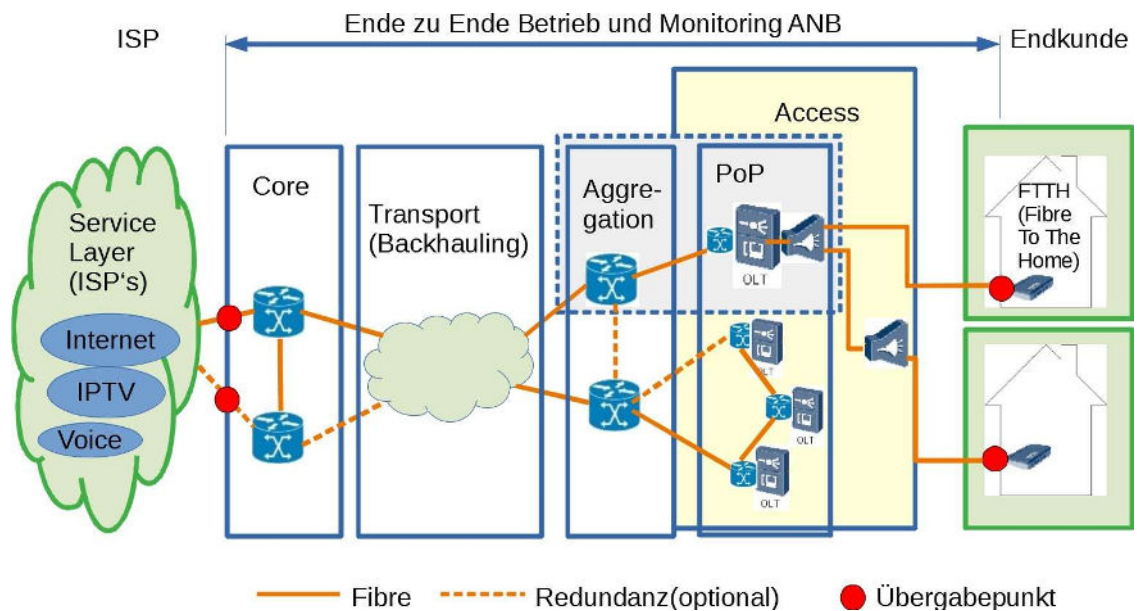 Ende zu Ende Betrieb und Monitoring ANB
ISP
Endkunde
Access
Core
Transport
(Backhauling)
Aggre-
gation
PoP
OLT
Service
Layer
(ISP's)
Internet
IPTV
Voice
FTTH
(Fibre
To The
Home)
OLT
OLT
OLT
Fibre
Redundanz(optional)
Übergabepunkt